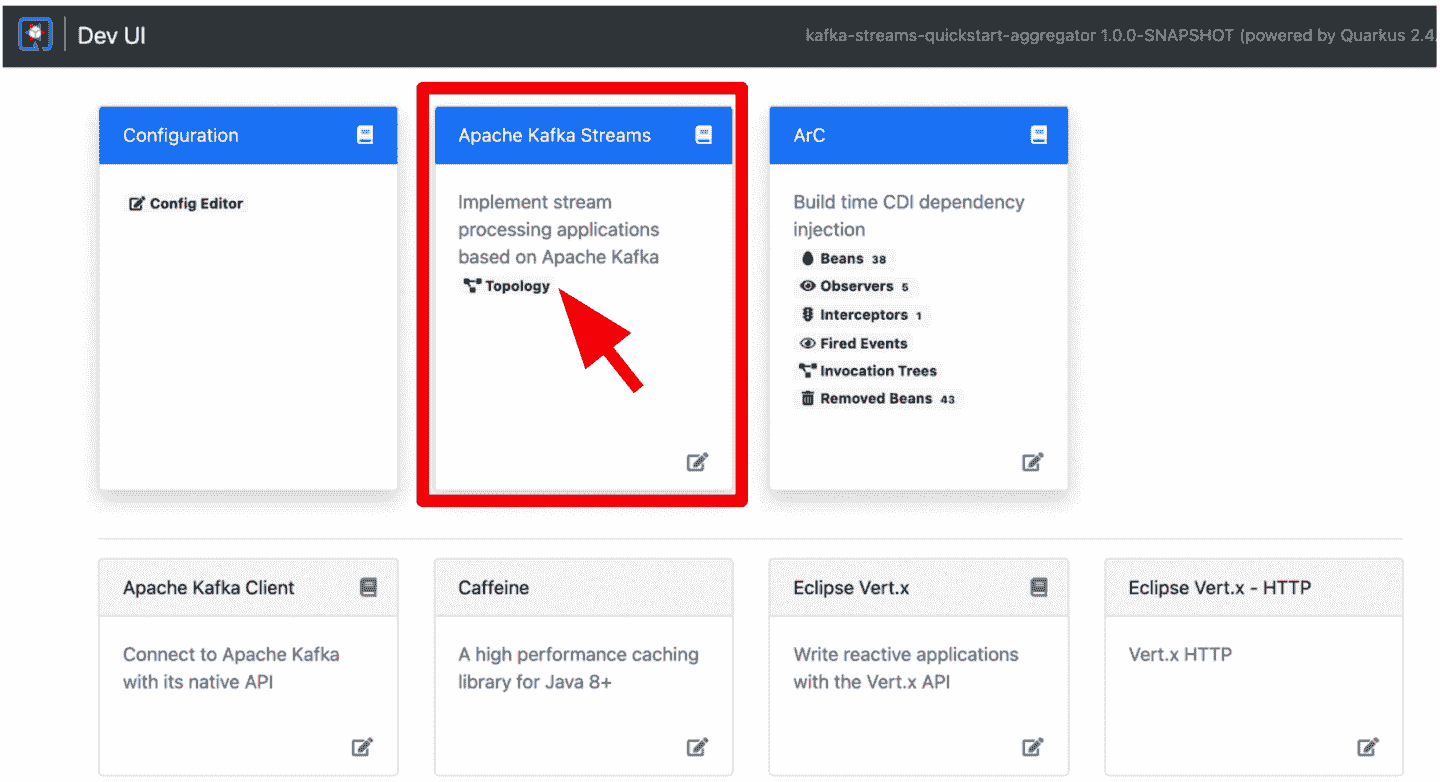 Dev UI
kafka-streams-quickstart-aggregator 1.0.0-SNAPSHOT (powered by Quarkus 2.4.
Configuration
Config Editor
Apache Kafka Streams
Implement stream
processing applications
based on Apache Kafka
Topology
ArC
Build time CDI dependency
injection
Beans 38
Observers 5
Interceptors 1
Fired Events
Invocation Trees
Removed Beans 43
Apache Kafka Client
Connect to Apache Kafka
with its native API
Caffeine
A high performance caching
library for Java 8+
Eclipse Vert.x
Write reactive applications
with the Vert.x API
Eclipse Vert.x - HTTP
Vert.x HTTP